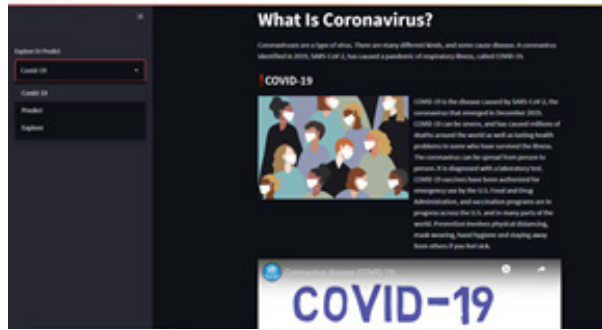 What Is Coronavirus?
Explore Or Predict
Coronaviruses are a type of virus. There are many different kinds, and some cause disease. A coronavirus
identified in 2019, SARS-CoV-2, has caused a pandemic of respiratory illness, called COVID-19.
Covid-19
COVID-19
Covid-19
Predict
Explore
COVID-19 is the disease caused by SARS-CoV-2, the
coronavirus that emerged in December 2019.
COVID-19 can be severe, and has caused millions of
deaths around the world as well as lasting health
problems in some who have survived the illness.
The coronavirus can be spread from person to
person. It is diagnosed with a laboratory test.
COVID-19 vaccines have been authorized for
emergency use by the U.S. Food and Drug
Administration, and vaccination programs are in
progress across the U.S. and in many parts of the
world. Prevention involves physical distancing,
mask wearing, hand hygiene and staying away
from others if you feel sick.
Coronavirus disease (COVID-19)
COVID-19